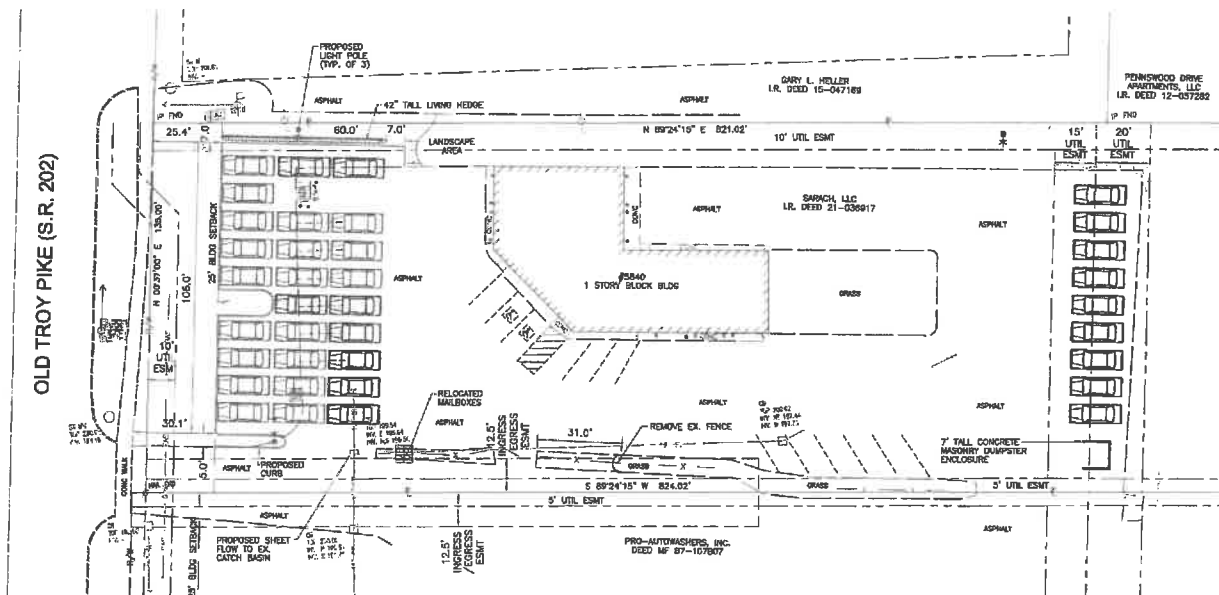 PROPOSED
LIGHT POLE
(TYP. OF 3)
GARY L. HELLER
I.R. DEED 15-047169
PENNSWOOD DRIVE
APARTMENTS, LLC
I.R. DEED 12-037282
ASPHALT
42" TALL LIVING HEDGE
ASPHALT
IP FND
25.4'
60.0'
7.0'
LANDSCAPE
AREA
N 89°24'15" E 821.02'
10' UTIL ESMT
IP FND
15'
UTIL
ESMT
20'
UTIL
ESMT
OLD TROY PIKE (S.R. 202)
25' BLDG SETBACK
N 00°37'00" E 135.00'
105.0'
SARACH, LLC
I.R. DEED 21-036917
ASPHALT
CONC
CONC
ASPHALT
ASPHALT
5840
1 STORY BLOCK BLDG
GRASS
CONC
10'
ESM
30.1'
RELOCATED
MAILBOXES
ASPHALT
ASPHALT
ASPHALT
12.5'
INGRESS
/EGRESS
ESMT
31.0'
REMOVE EX. FENCE
7' TALL CONCRETE
MASONRY DUMPSTER
ENCLOSURE
CONC WALK
5.0'
ASPHALT
PROPOSED
CURB
GRASS
GRASS
S 89°24'15" W 824.02'
5' UTIL ESMT
5' UTIL ESMT
ASPHALT
ASPHALT
R/W
25' BLDG SETBACK
PROPOSED SHEET
FLOW TO EX.
CATCH BASIN
12.5'
INGRESS
/EGRESS
ESMT
PRO-AUTOWASHERS, INC.
DEED MF 87-107B07